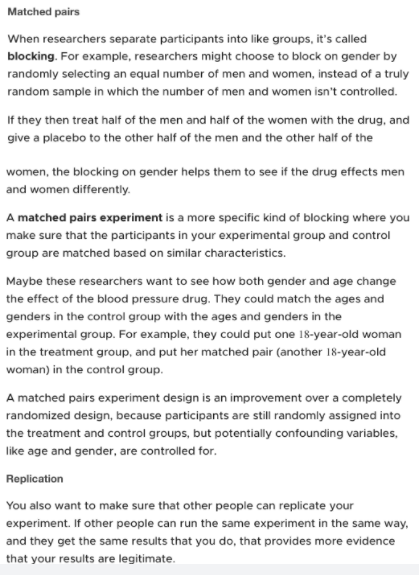 Matched pairs
When researchers separate participants into like groups, it's called
blocking. For example, researchers might choose to block on gender by
randomly selecting an equal number of men and women, instead of a truly
random sample in which the number of men and women isn't controlled.
If they then treat half of the men and half of the women with the drug, and
give a placebo to the other half of the men and the other half of the
women, the blocking on gender helps them to see if the drug effects men
and women differently.
A matched pairs experiment is a more specific kind of blocking where you
make sure that the participants in your experimental group and control
group are matched based on similar characteristics.
Maybe these researchers want to see how both gender and age change
the effect of the blood pressure drug. They could match the ages and
genders in the control group with the ages and genders in the
experimental group. For example, they could put one 18-year-old woman
in the treatment group, and put her matched pair (another 18-year-old
woman) in the control group.
A matched pairs experiment design is an improvement over a completely
randomized design, because participants are still randomly assigned into
the treatment and control groups, but potentially confounding variables,
like age and gender, are controlled for.
Replication
You also want to make sure that other people can replicate your
experiment. If other people can run the same experiment in the same way,
and they get the same results that you do, that provides more evidence
that your results are legitimate.